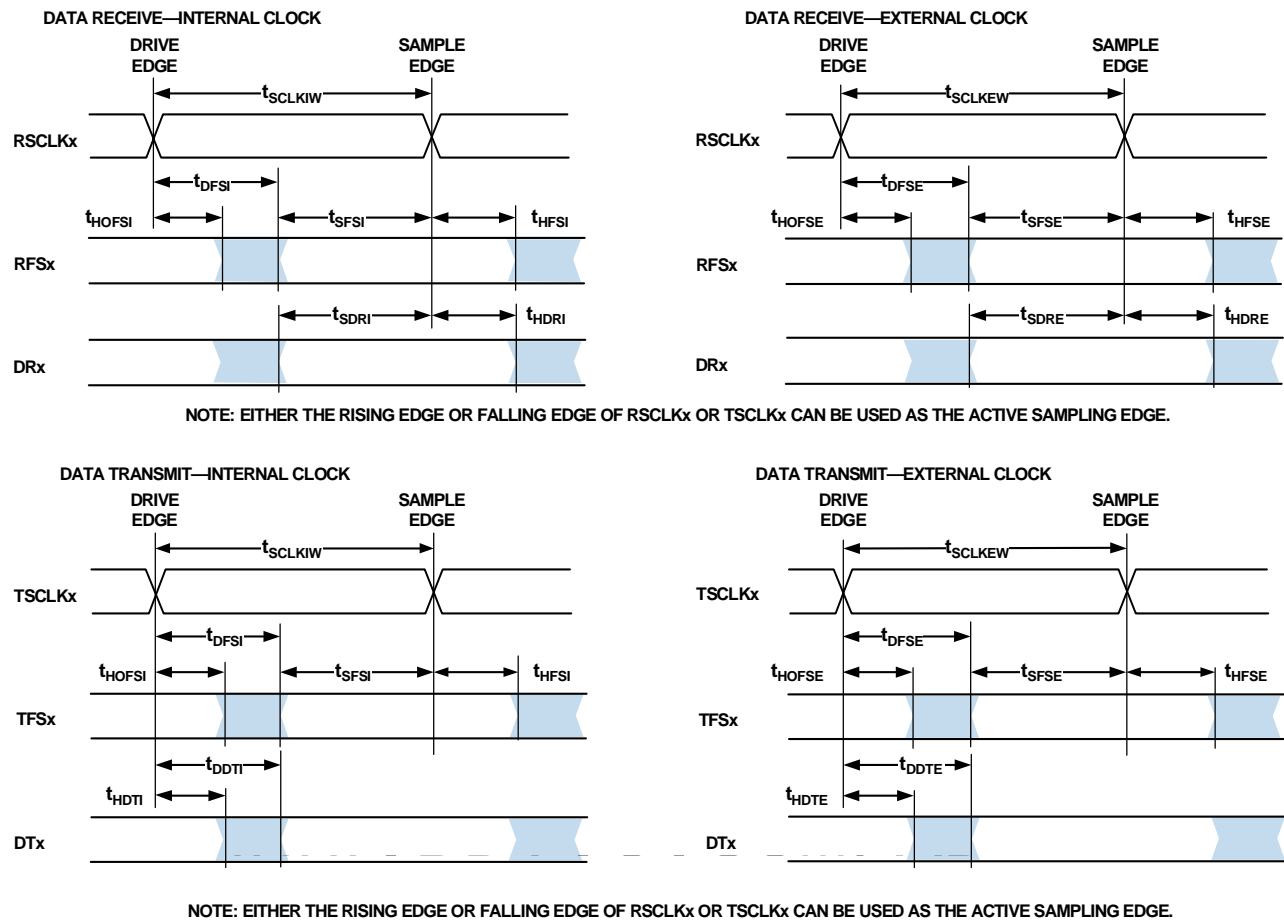 DATA RECEIVE—INTERNAL CLOCK
DRIVE
EDGE
SAMPLE
EDGE
tSCLKIW
RSCLKx
tDFSI
tHOFSI
tSFSI
tHFSI
RFSx
tSDRI
tHDRI
DRx
DATA RECEIVE—EXTERNAL CLOCK
DRIVE
EDGE
SAMPLE
EDGE
tSCLKEW
RSCLKx
tDFSE
tHOFSE
tSFSE
tHFSE
RFSx
tSDRE
tHDRE
DRx
NOTE: EITHER THE RISING EDGE OR FALLING EDGE OF RSCLKx OR TSCLKx CAN BE USED AS THE ACTIVE SAMPLING EDGE.
DATA TRANSMIT—INTERNAL CLOCK
DRIVE
EDGE
SAMPLE
EDGE
tSCLKIW
TSCLKx
tDFSI
tHOFSI
tSFSI
tHFSI
TFSx
tDDTI
tHDTI
DTx
DATA TRANSMIT—EXTERNAL CLOCK
DRIVE
EDGE
SAMPLE
EDGE
tSCLKEW
TSCLKx
tDFSE
tHOFSE
tSFSE
tHFSE
TFSx
tDDTE
tHDTE
DTx
NOTE: EITHER THE RISING EDGE OR FALLING EDGE OF RSCLKx OR TSCLKx CAN BE USED AS THE ACTIVE SAMPLING EDGE.